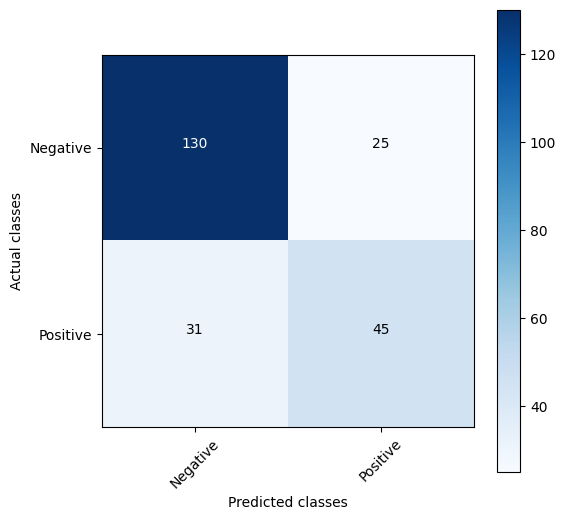 Actual classes
Negative
130
25
Positive
31
45
Negative
Positive
Predicted classes
120
100
80
60
40